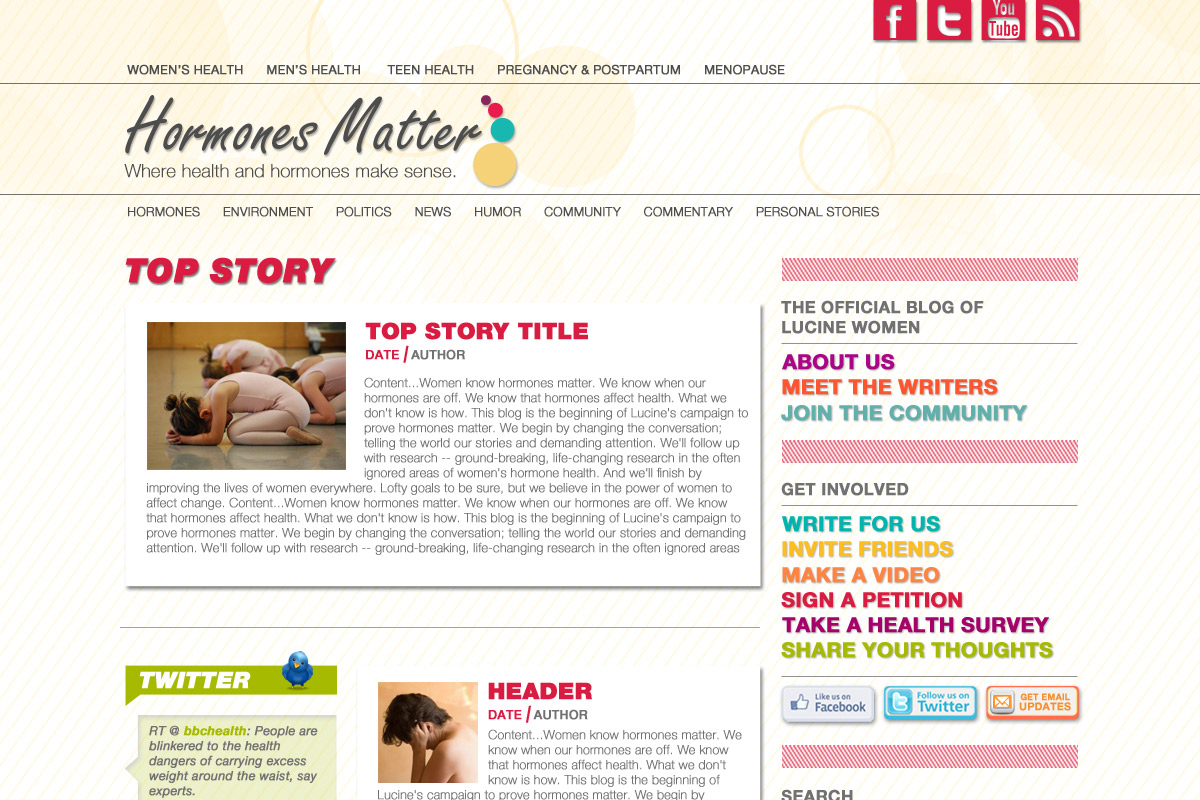 You
Tube
WOMEN'S HEALTH MEN'S HEALTH TEEN HEALTH PREGNANCY & POSTPARTUM MENOPAUSE
Hormones Matter
Where health and hormones make sense.
HORMONES ENVIRONMENT POLITICS NEWS HUMOR COMMUNITY COMMENTARY PERSONAL STORIES
TOP STORY
TOP STORY TITLE
DATE / AUTHOR
Content...Women know hormones matter. We know when our
hormones are off. We know that hormones affect health. What we
don't know is how. This blog is the beginning of Lucine's campaign to
prove hormones matter. We begin by changing the conversation;
telling the world our stories and demanding attention. We'll follow up
with research -- ground-breaking, life-changing research in the often
ignored areas of women's hormone health. And we'll finish by
improving the lives of women everywhere. Lofty goals to be sure, but we believe in the power of women to
affect change. Content...Women know hormones matter. We know when our hormones are off. We know
that hormones affect health. What we don't know is how. This blog is the beginning of Lucine's campaign to
prove hormones matter. We begin by changing the conversation; telling the world our stories and demanding
attention. We'll follow up with research -- ground-breaking, life-changing research in the often ignored areas
TWITTER
RT @ bbchealth: People are
blinkered to the health
dangers of carrying excess
weight around the waist, say
experts.
HEADER
DATE / AUTHOR
Content...Women know hormones matter. We
know when our hormones are off. We know
that hormones affect health. What we don't
know is how. This blog is the beginning of
Lucine's campaign to prove hormones matter. We begin by
THE OFFICIAL BLOG OF
LUCINE WOMEN
ABOUT US
MEET THE WRITERS
JOIN THE COMMUNITY
GET INVOLVED
WRITE FOR US
INVITE FRIENDS
MAKE A VIDEO
SIGN A PETITION
TAKE A HEALTH SURVEY
SHARE YOUR THOUGHTS
Like us on
Facebook
Follow us on
Twitter
GET EMAIL
UPDATES
SEARCH